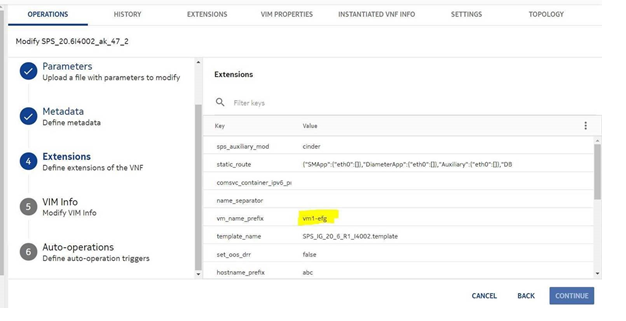 OPERATIONS HISTORY EXTENSIONS VIM PROPERTIES INSTANTIATED VNF INFO SETTINGS TOPOLOGY
Modify SPS_20.6I4002_ak_47_2
Parameters
Upload a file with parameters to modify
Metadata
Define metadata
4 Extensions
Define extensions of the VNF
5 VIM Info
Modify VIM Info
6 Auto-operations
Define auto-operation triggers
Extensions
Filter keys
Key Value
sps_auxiliary_mod cinder
static_route {"SMApp":{"eth0":[]},"DiameterApp":{"eth0":[]},"Auxiliary":{"eth0":[]},"DB
comsvc_container_ipv6_pr
name_separator
vm_name_prefix vm1-efg
template_name SPS_IG_20_6_R1_I4002.template
set_oos_drr false
hostname_prefix abc
CANCEL BACK CONTINUE